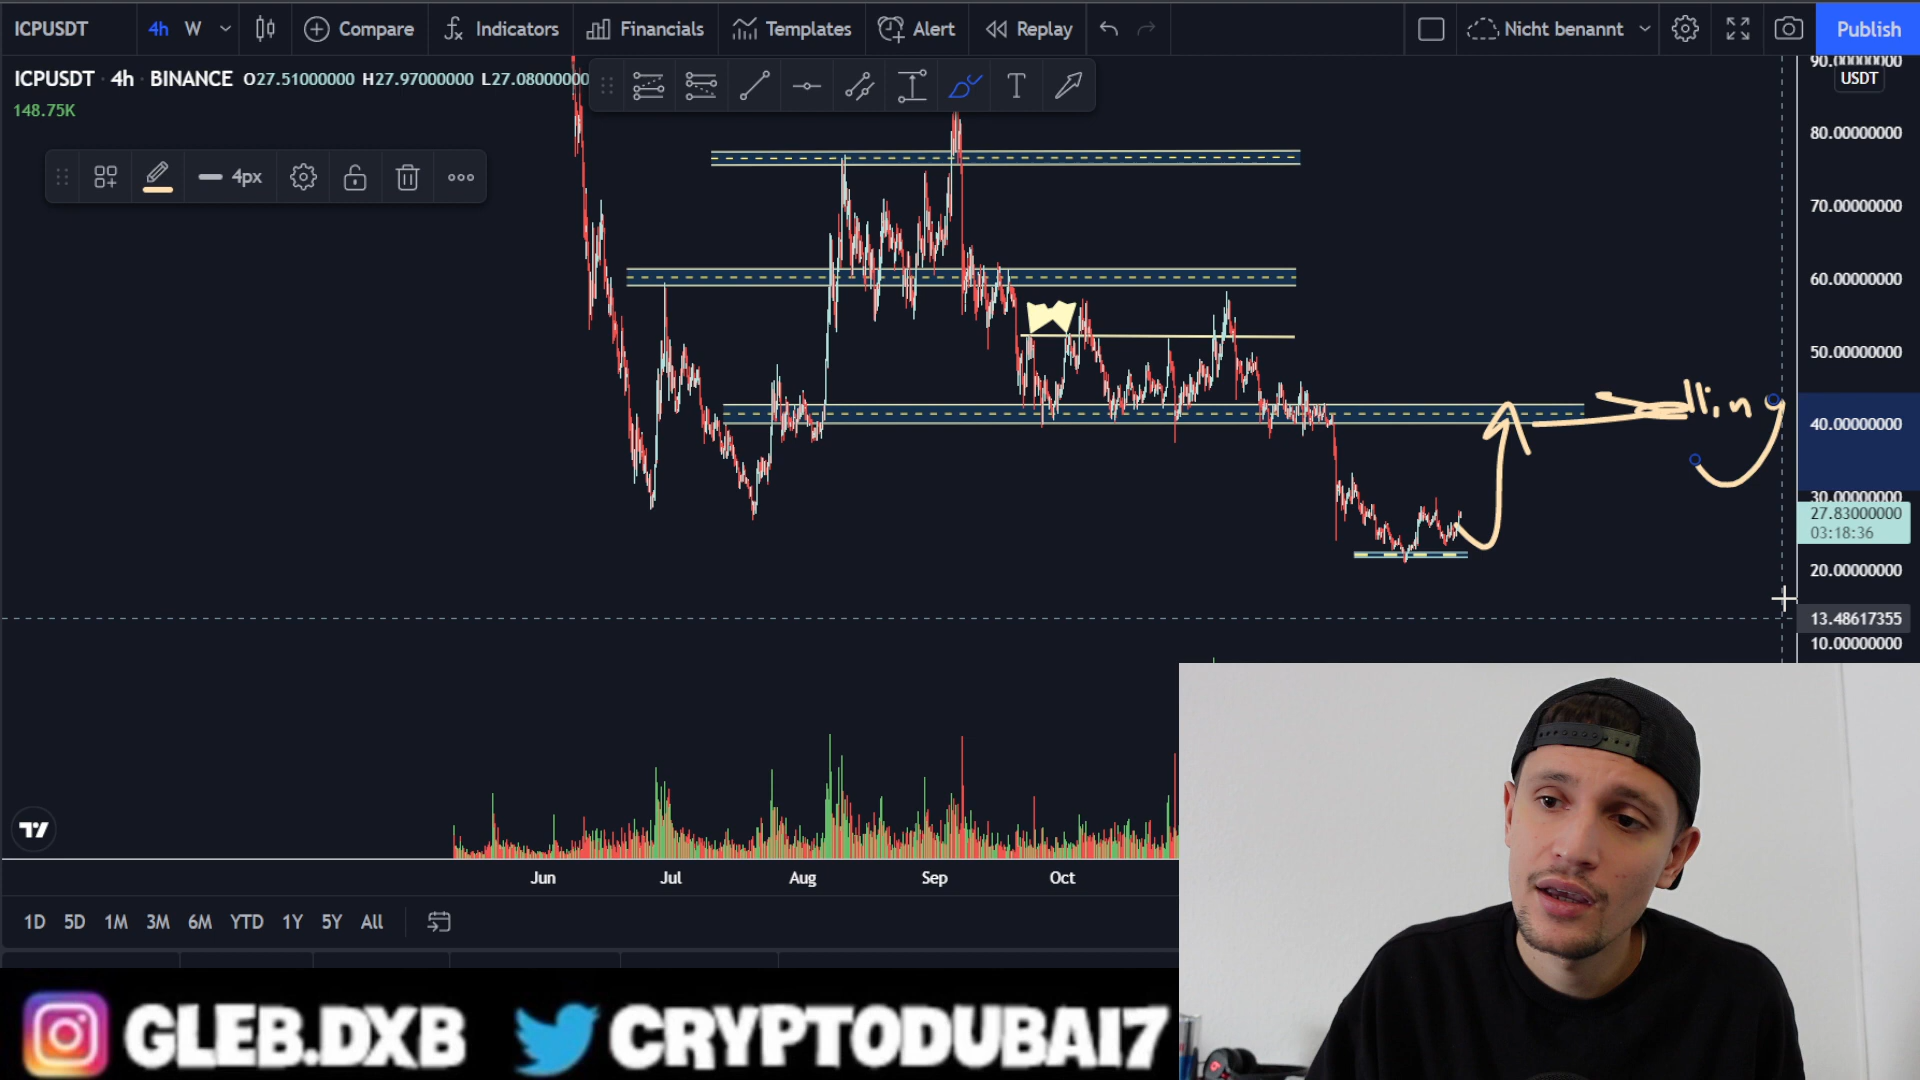 ICPUSDT 4h W Compare Indicators Financials Templates Alert Replay Nicht benannt Publish
ICPUSDT 4h BINANCE O27.51000000 H27.97000000 L27.08000000
148.75K
4px
USDT
80.00000000
70.00000000
60.00000000
50.00000000
selling
40.00000000
30.00000000
27.83000000
03:18:36
20.00000000
13.48617355
10.00000000
Jun Jul Aug Sep Oct
1D 5D 1M 3M 6M YTD 1Y 5Y All
GLEB.DXB CRYPTODUBAI7